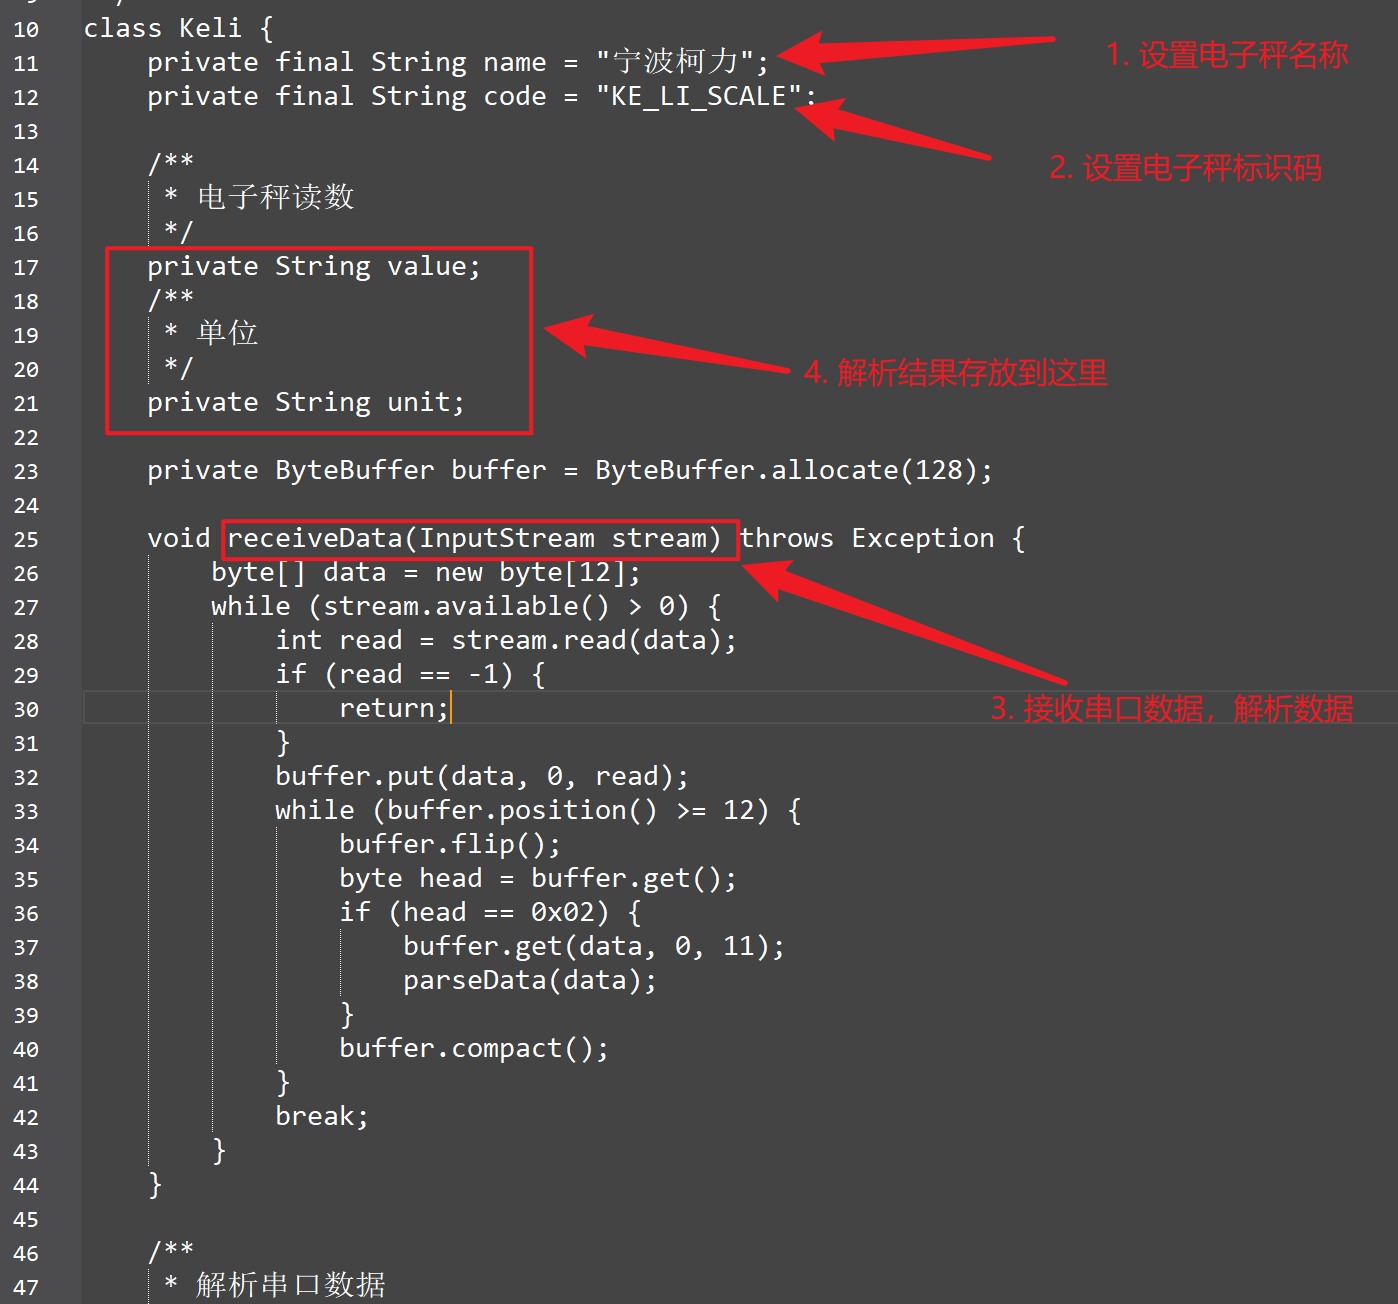 10 class Keli {
11 private final String name = "宁波柯力";
1. 设置电子秤名称
12 private final String code = "KE_LI_SCALE";
13
2. 设置电子秤标识码
14 /**
15 * 电子秤读数
16 */
17 private String value;
18 /**
19 * 单位
20 */
4. 解析结果存放到这里
21 private String unit;
22
23 private ByteBuffer buffer = ByteBuffer.allocate(128);
24
25 void receiveData(InputStream stream) throws Exception {
26 byte[] data = new byte[12];
27 while (stream.available() > 0) {
28 int read = stream.read(data);
29 if (read == -1) {
30 return;
3. 接收串口数据，解析数据
31 }
32 buffer.put(data, 0, read);
33 while (buffer.position() >= 12) {
34 buffer.flip();
35 byte head = buffer.get();
36 if (head == 0x02) {
37 buffer.get(data, 0, 11);
38 parseData(data);
39 }
40 buffer.compact();
41 }
42 break;
43 }
44 }
45
46 /**
47 * 解析串口数据